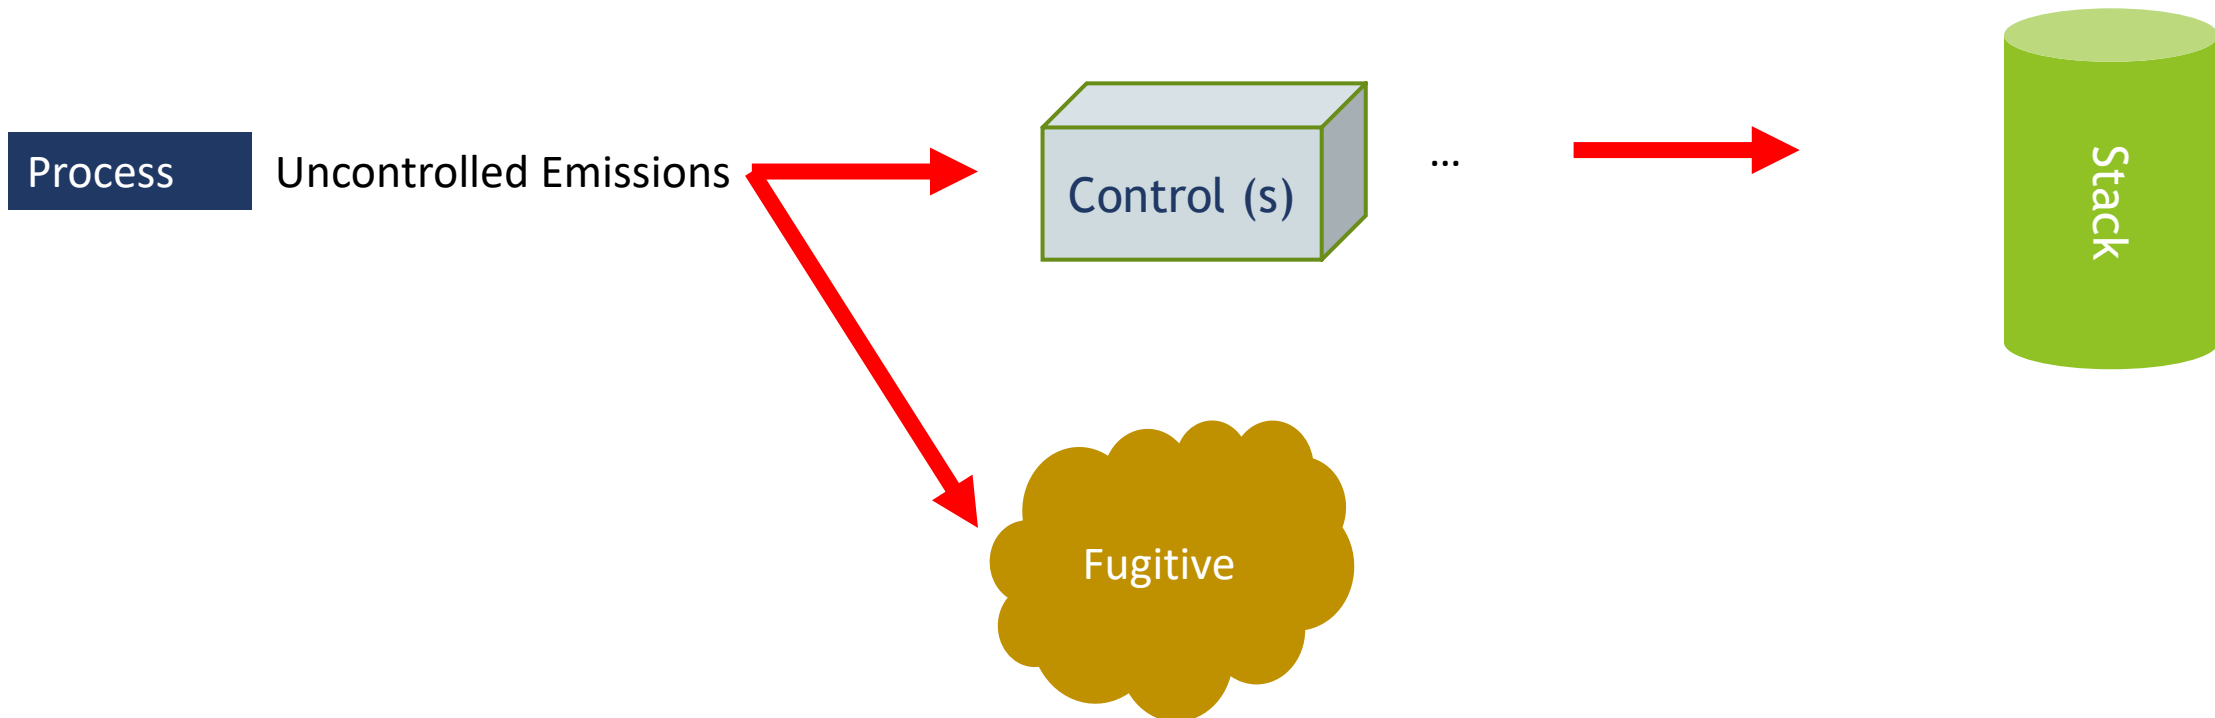 Process
Uncontrolled Emissions
Control (s)
...
Stack
Fugitive